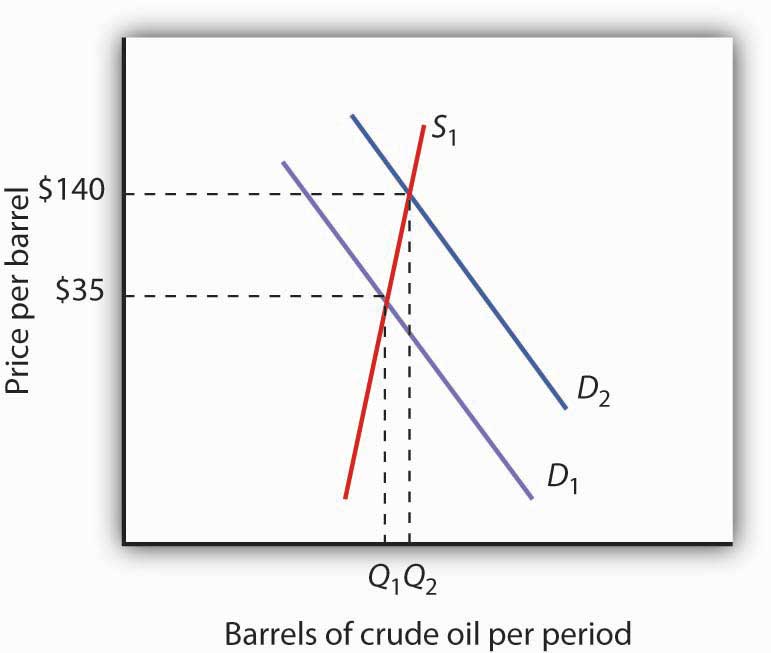 S1
$140
$35
Price per barrel
D2
D1
Q1Q2
Barrels of crude oil per period